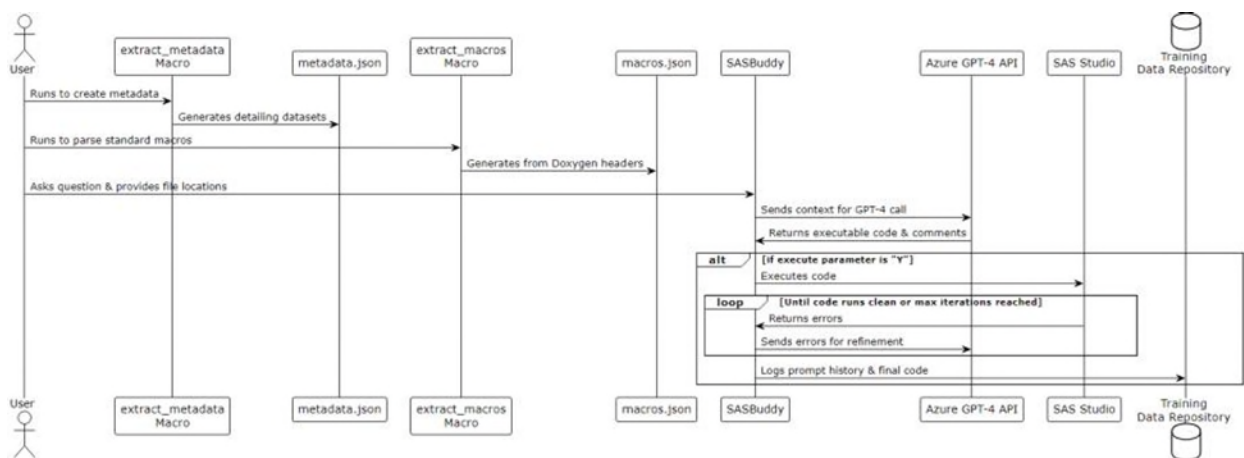 User
extract_metadata
Macro
metadata.json
extract_macros
Macro
macros.json
SASBuddy
Azure GPT-4 API
SAS Studio
Training
Data Repository
Runs to create metadata
Generates detailing datasets
Runs to parse standard macros
Generates from Doxygen headers
Asks question & provides file locations
Sends context for GPT-4 call
Returns executable code & comments
alt [if execute parameter is "Y"]
Executes code
loop [Until code runs clean or max iterations reached]
Returns errors
Sends errors for refinement
Logs prompt history & final code
User
extract_metadata
Macro
metadata.json
extract_macros
Macro
macros.json
SASBuddy
Azure GPT-4 API
SAS Studio
Training
Data Repository